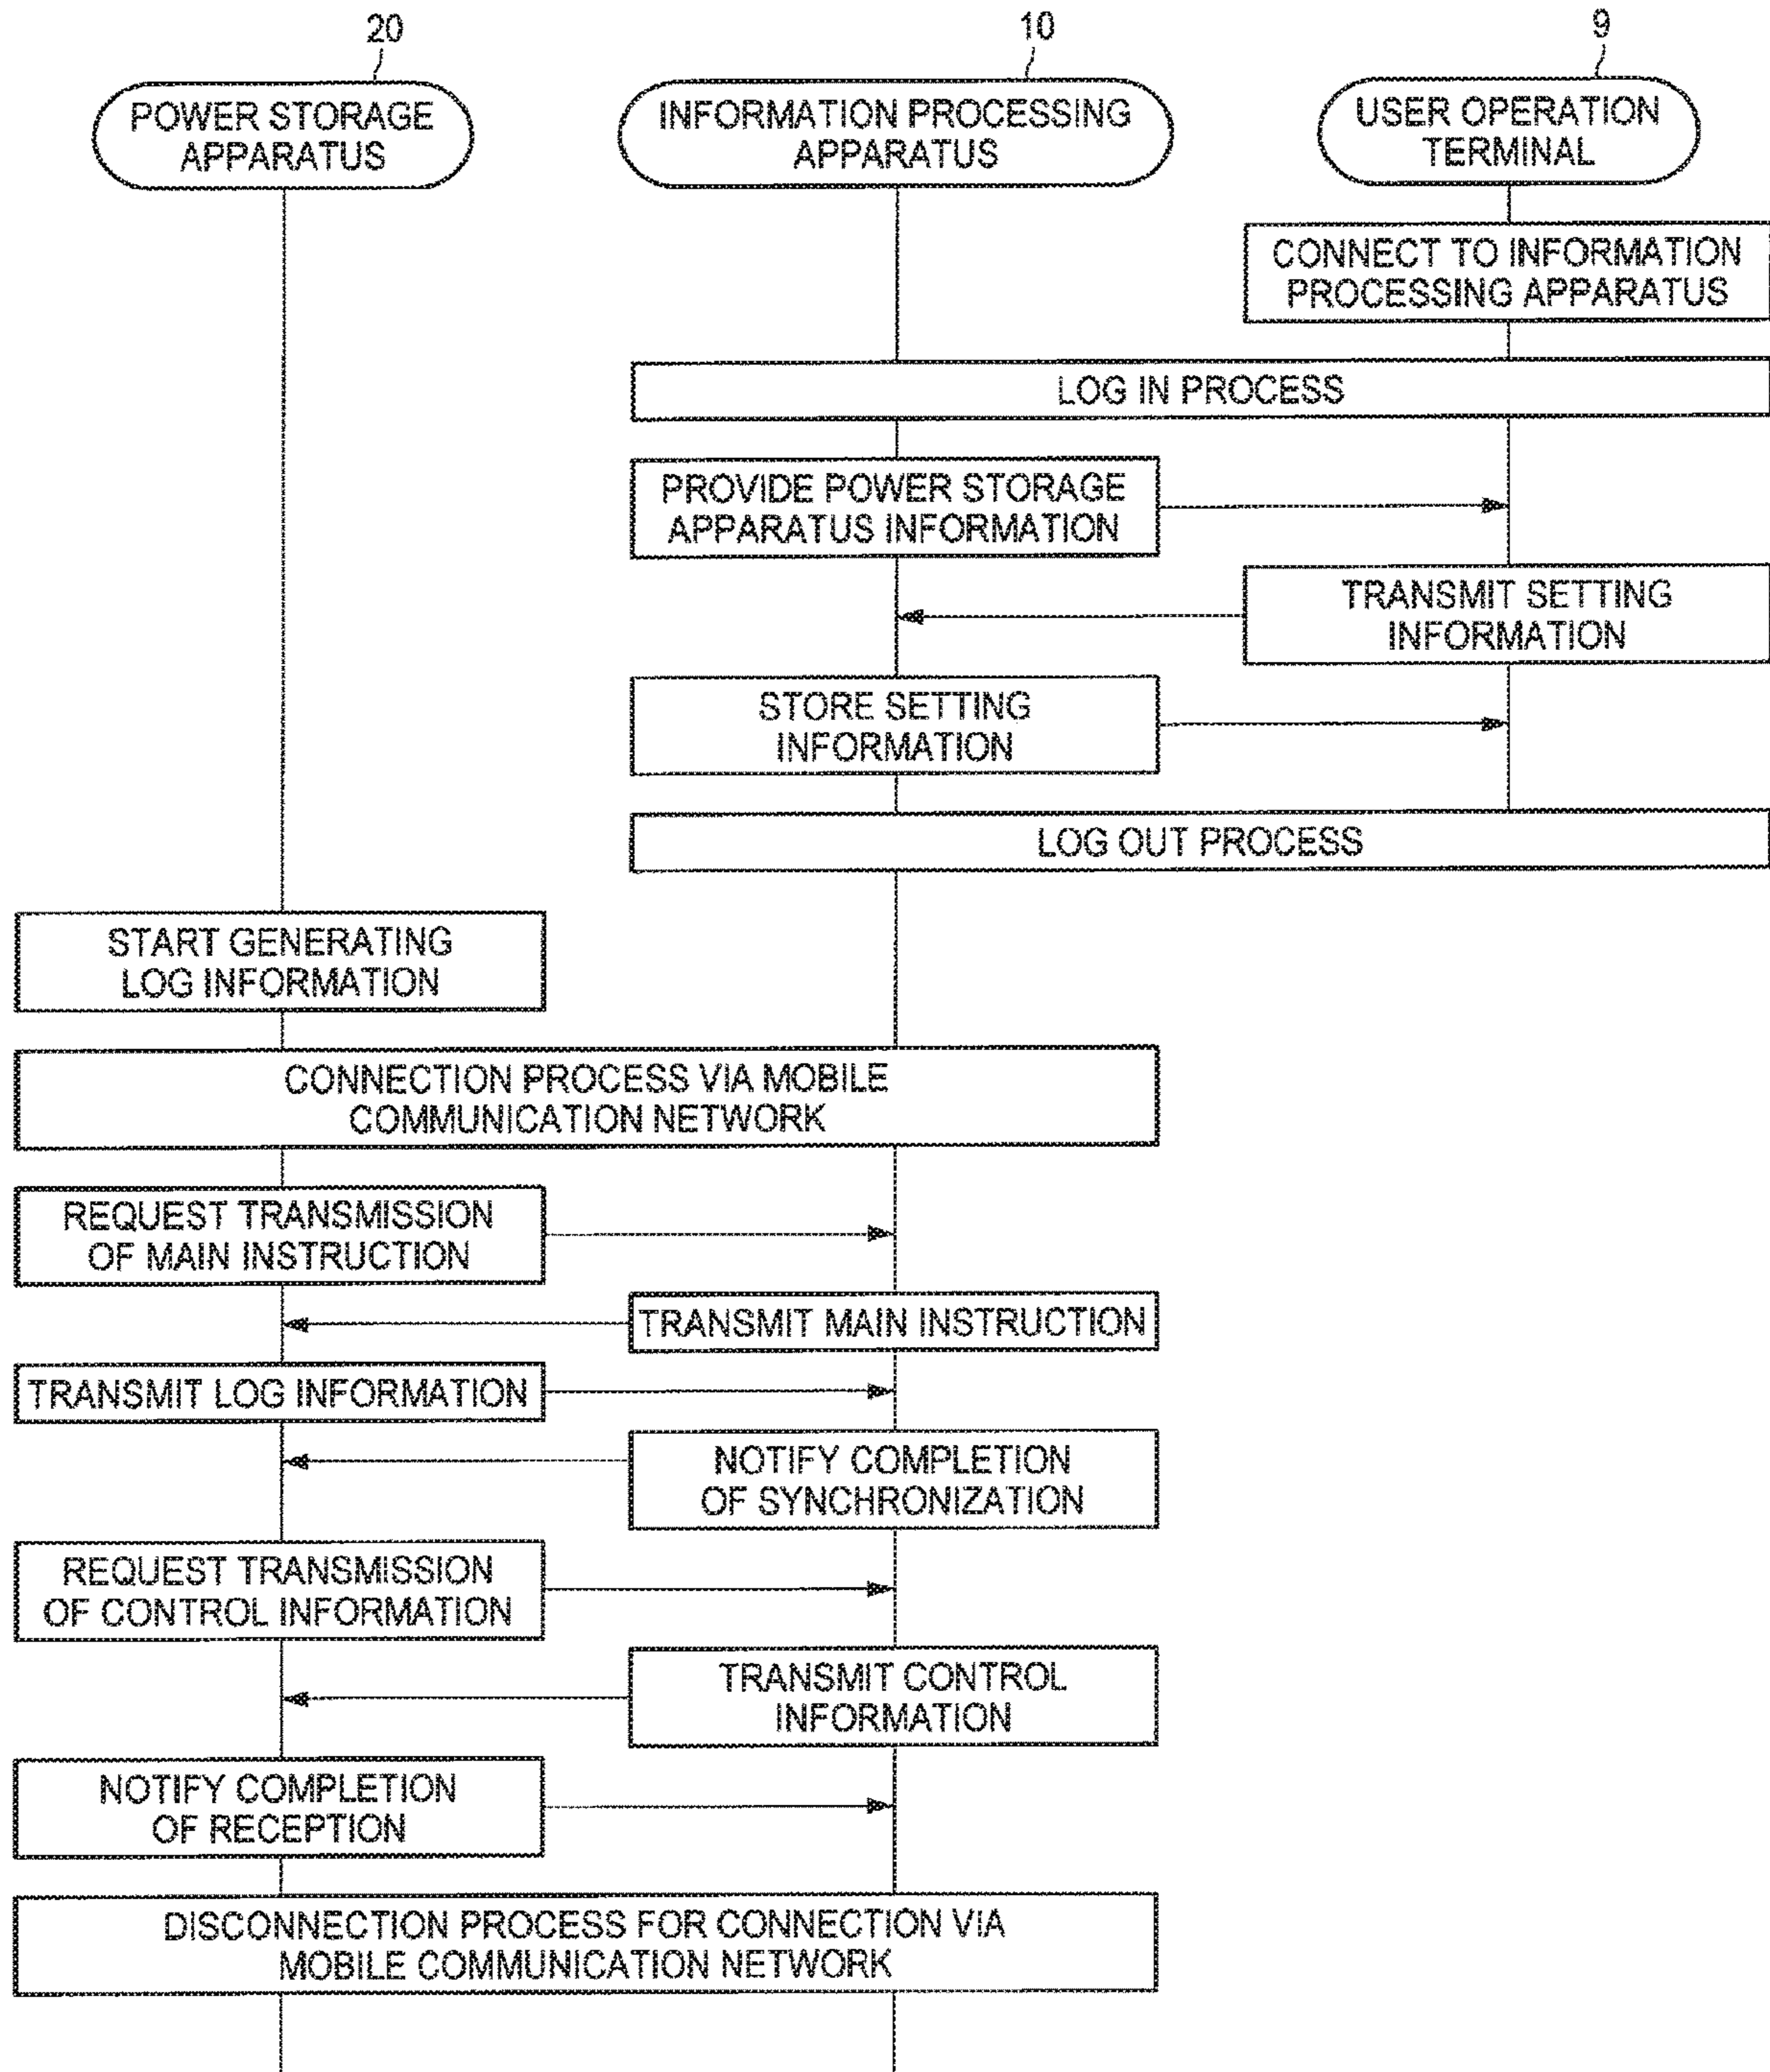 20
10
9
POWER STORAGE
APPARATUS
INFORMATION PROCESSING
APPARATUS
USER OPERATION
TERMINAL
CONNECT TO INFORMATION
PROCESSING APPARATUS
LOG IN PROCESS
PROVIDE POWER STORAGE
APPARATUS INFORMATION
TRANSMIT SETTING
INFORMATION
STORE SETTING
INFORMATION
LOG OUT PROCESS
START GENERATING
LOG INFORMATION
CONNECTION PROCESS VIA MOBILE
COMMUNICATION NETWORK
REQUEST TRANSMISSION
OF MAIN INSTRUCTION
TRANSMIT MAIN INSTRUCTION
TRANSMIT LOG INFORMATION
NOTIFY COMPLETION
OF SYNCHRONIZATION
REQUEST TRANSMISSION
OF CONTROL INFORMATION
TRANSMIT CONTROL
INFORMATION
NOTIFY COMPLETION
OF RECEPTION
DISCONNECTION PROCESS FOR CONNECTION VIA
MOBILE COMMUNICATION NETWORK